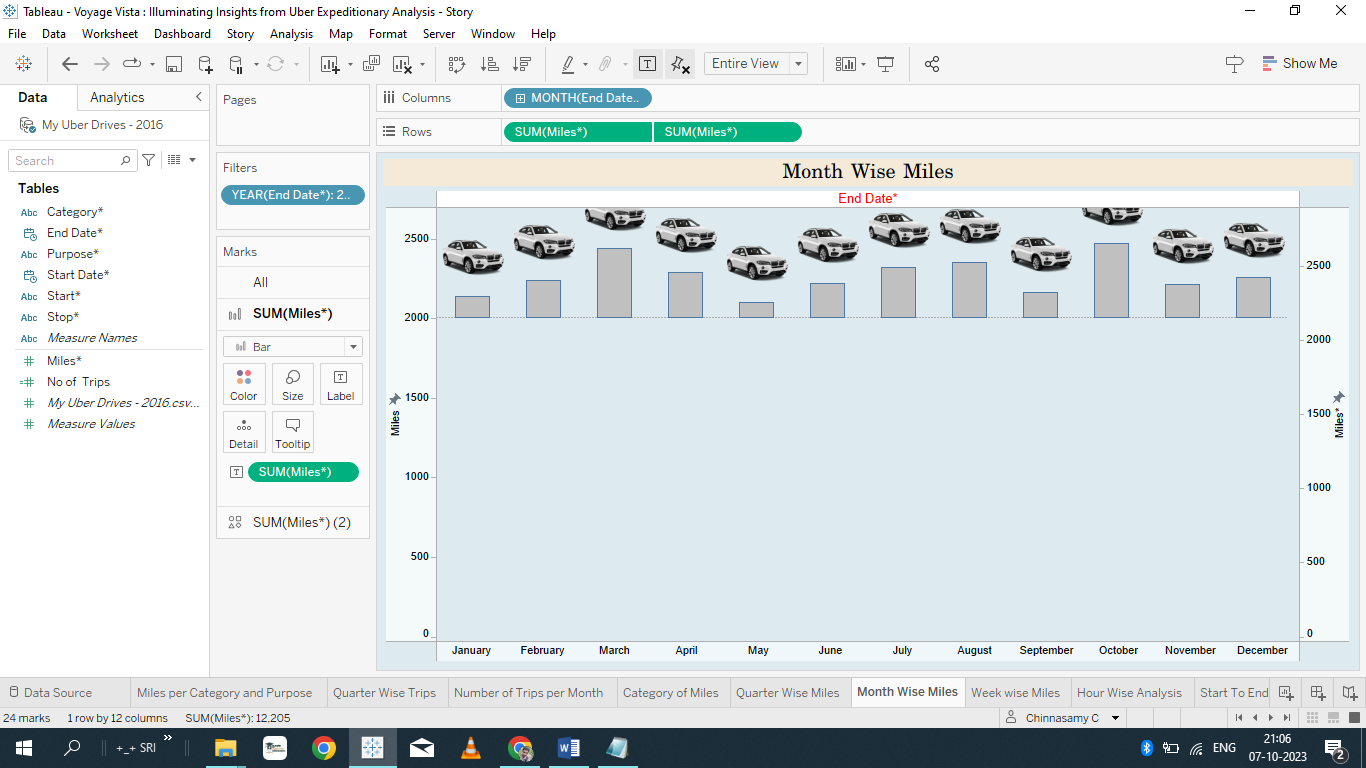 Tableau - Voyage Vista : Illuminating Insights from Uber Expeditionary Analysis - Story
File Data Worksheet Dashboard Story Analysis Map Format Server Window Help
Entire View Show Me
Data Analytics
My Uber Drives - 2016
Search
Tables
Abc Category*
End Date*
Abc Purpose*
Start Date*
Abc Start*
Abc Stop*
Abc Measure Names
Miles*
No of Trips
My Uber Drives - 2016.csv...
Measure Values
Pages
Filters
YEAR(End Date*): 2..
Marks
All
SUM(Miles*)
Bar
Color Size Label
Detail Tooltip
SUM(Miles*)
SUM(Miles*) (2)
Columns MONTH(End Date..
Rows SUM(Miles*) SUM(Miles*)
Month Wise Miles
End Date*
2500
2000
1500
1000
500
0
Miles
2500
2000
1500
1000
500
0
Miles*
January February March April May June July August September October November December
Data Source Miles per Category and Purpose Quarter Wise Trips Number of Trips per Month Category of Miles Quarter Wise Miles Month Wise Miles Week wise Miles Hour Wise Analysis Start To End
24 marks 1 row by 12 columns SUM(Miles*): 12,205 Chinnasamy C
+_+ SRI » ENG 21:06
07-10-2023 2